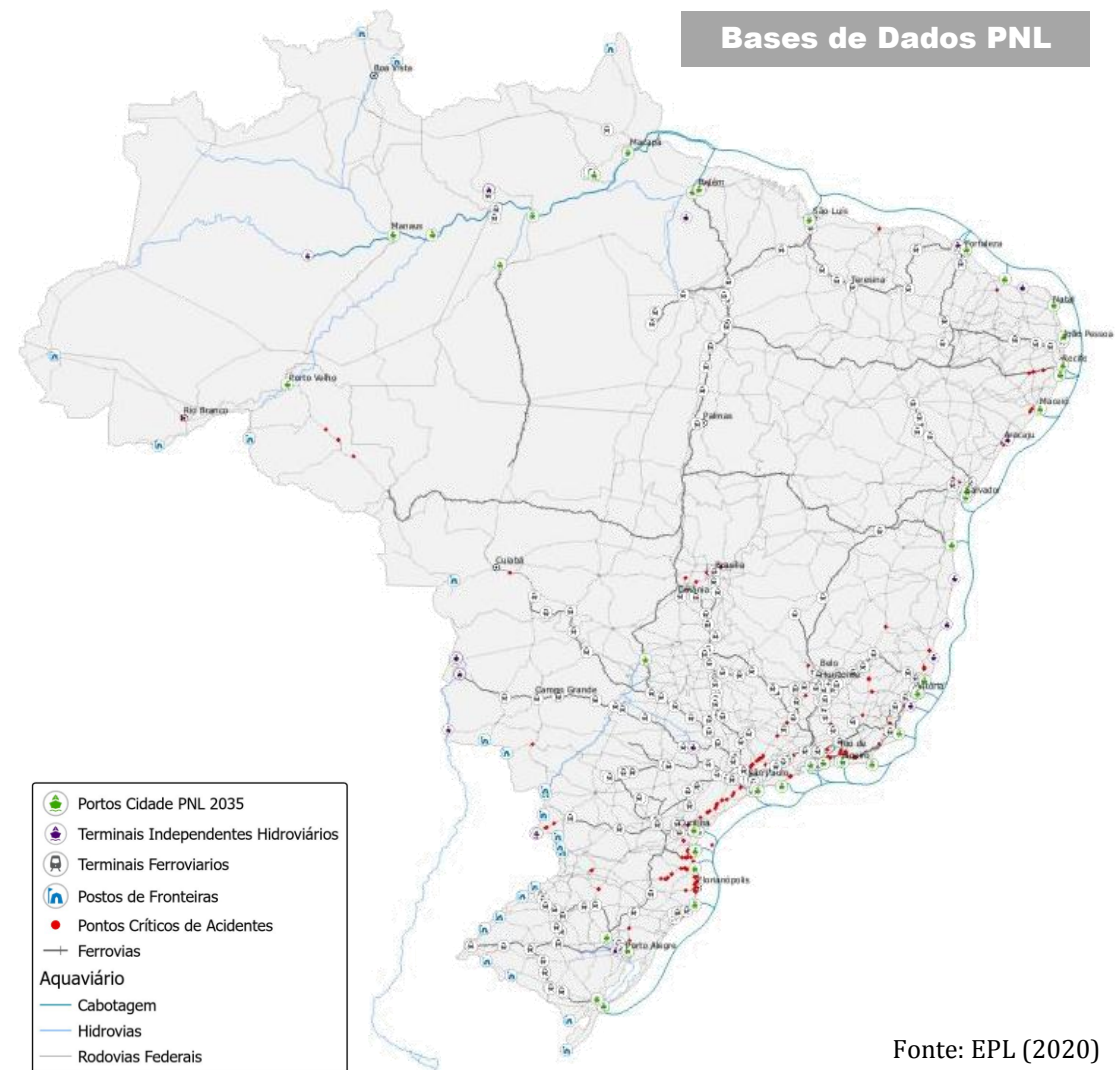 Bases de Dados PNL
Boa Vista
Macapá
Belém
São Luis
Manaus
Fortaleza
Teresina
Natal
João Pessoa
Recife
Porto Velho
Rio Branco
Palmas
Maceió
Aracaju
Salvador
Cuiabá
Brasília
Goiânia
Belo
Horizonte
Campo Grande
Vitória
Rio de
Janeiro
São Paulo
Curitiba
Florianópolis
Porto Alegre
Portos Cidade PNL 2035
Terminais Independentes Hidroviários
Terminais Ferroviarios
Postos de Fronteiras
Pontos Críticos de Acidentes
Ferrovias
Aquaviário
Cabotagem
Hidrovias
Rodovias Federais
Fonte: EPL (2020)